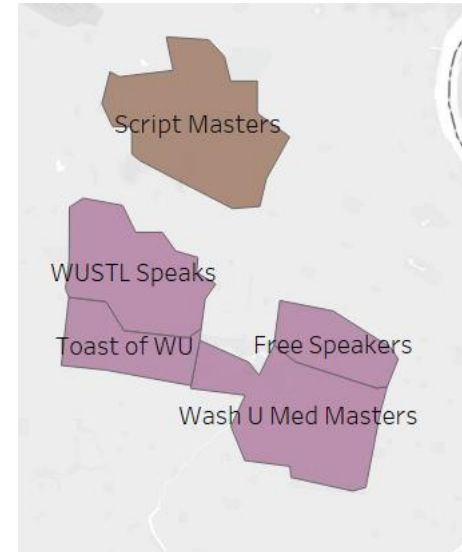 Script Masters
WUSTL Speaks
Toast of WU
Free Speakers
Wash U Med Masters